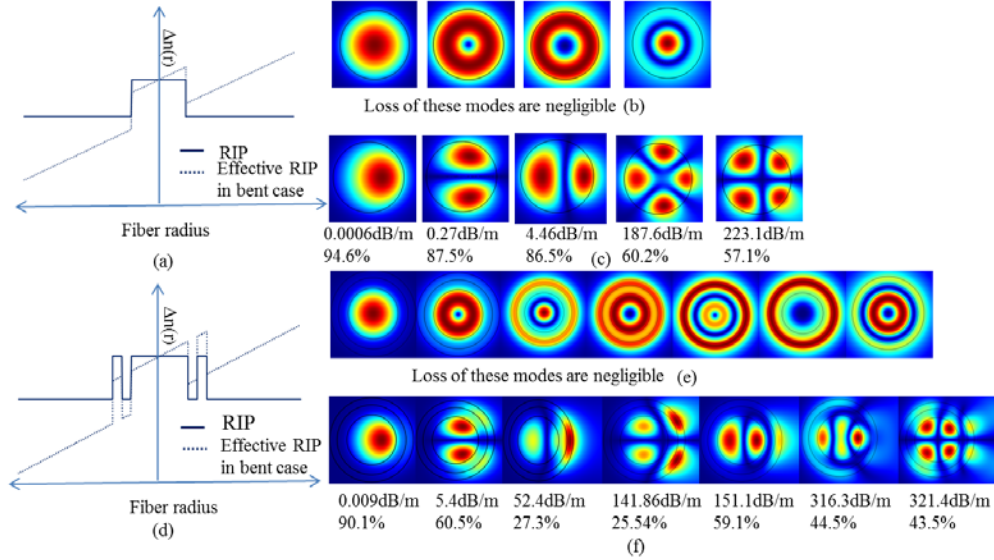 Δn(r)
RIP
Effective RIP
in bent case
Fiber radius
(a)
Loss of these modes are negligible (b)
0.0006dB/m 0.27dB/m 4.46dB/m 187.6dB/m 223.1dB/m
94.6% 87.5% 86.5% (c) 60.2% 57.1%
Δn(r)
RIP
Effective RIP
in bent case
Fiber radius
(d)
Loss of these modes are negligible (e)
0.009dB/m 5.4dB/m 52.4dB/m 141.86dB/m 151.1dB/m 316.3dB/m 321.4dB/m
90.1% 60.5% 27.3% 25.54% 59.1% 44.5% 43.5%
(f)